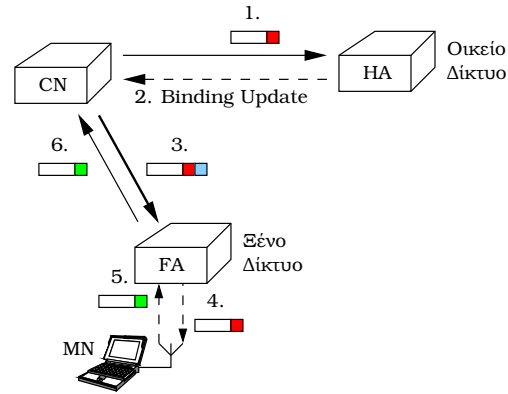 1.
CN
HA
Οικείο
Δίκτυο
2. Binding Update
6.
3.
FA
Ξένο
Δίκτυο
5.
4.
MN